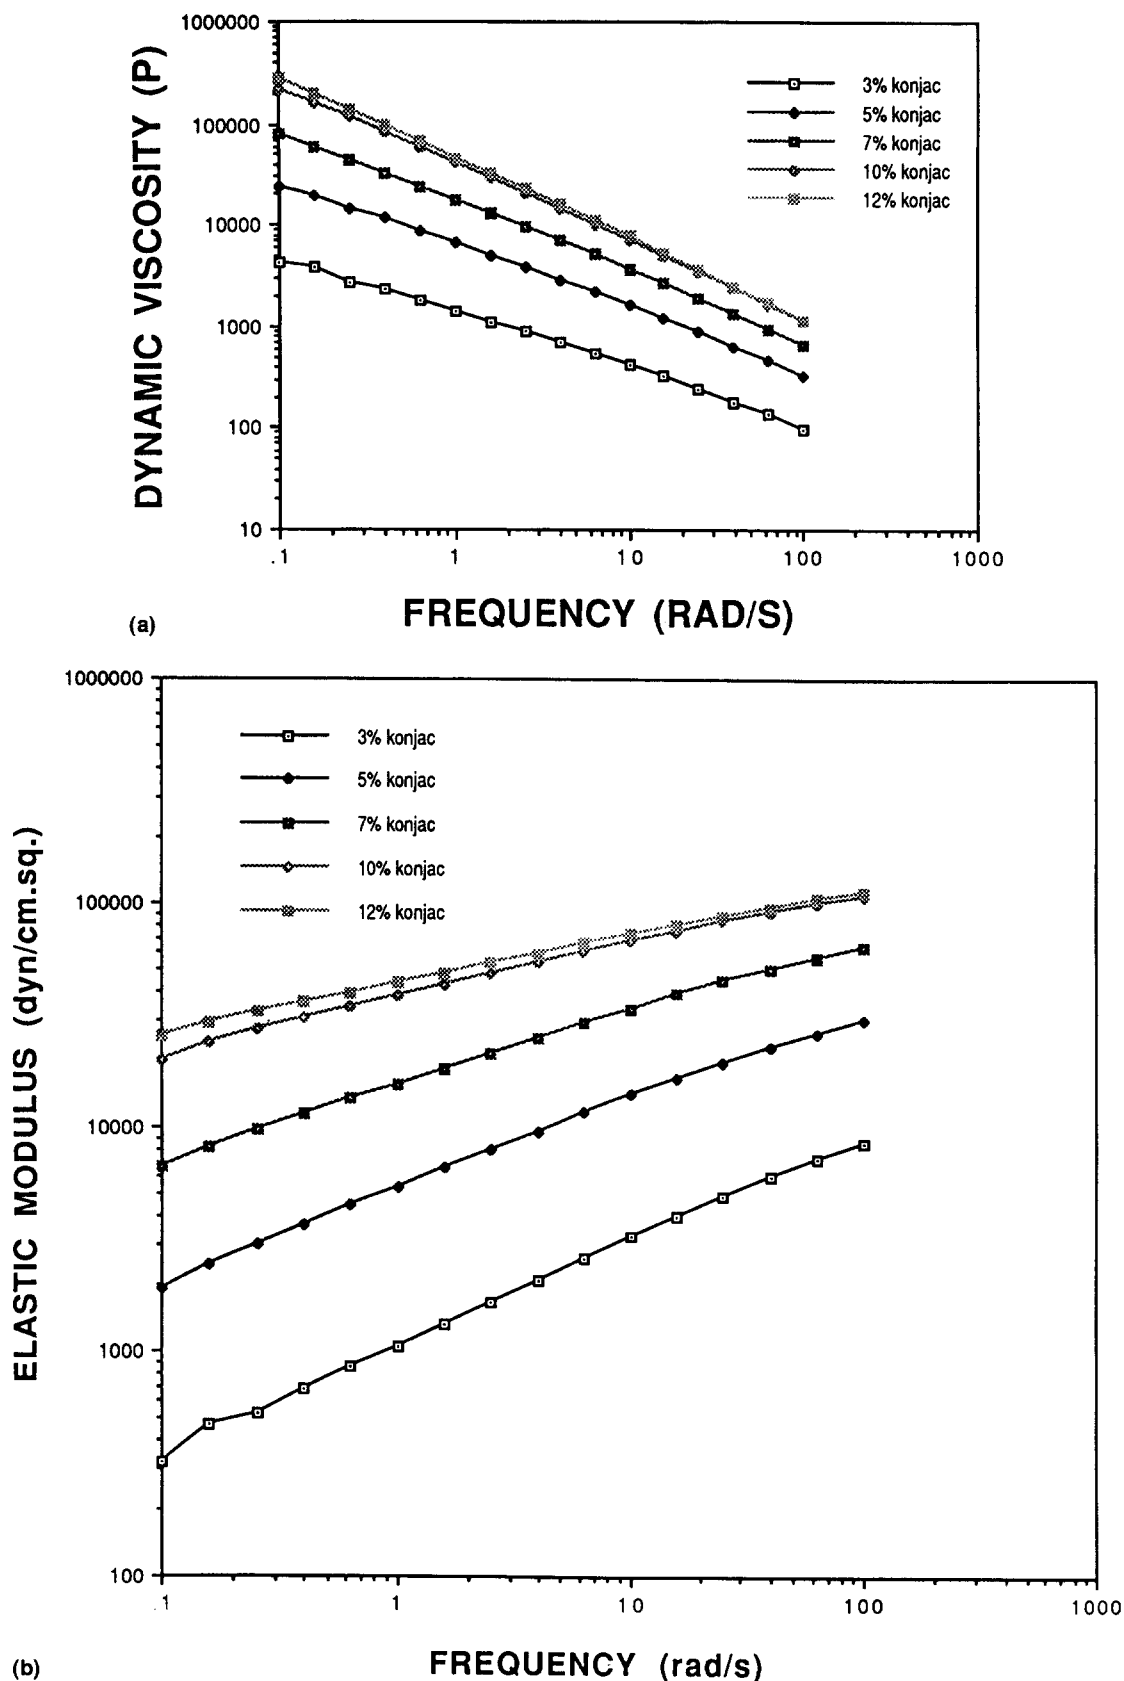 1000000
100000
10000
1000
100
10
DYNAMIC VISCOSITY (P)
3% konjac
5% konjac
7% konjac
10% konjac
12% konjac
.1
1
10
100
1000
FREQUENCY (RAD/S)
(a)
1000000
100000
10000
1000
100
ELASTIC MODULUS (dyn/cm.sq.)
3% konjac
5% konjac
7% konjac
10% konjac
12% konjac
.1
1
10
100
1000
FREQUENCY (rad/s)
(b)